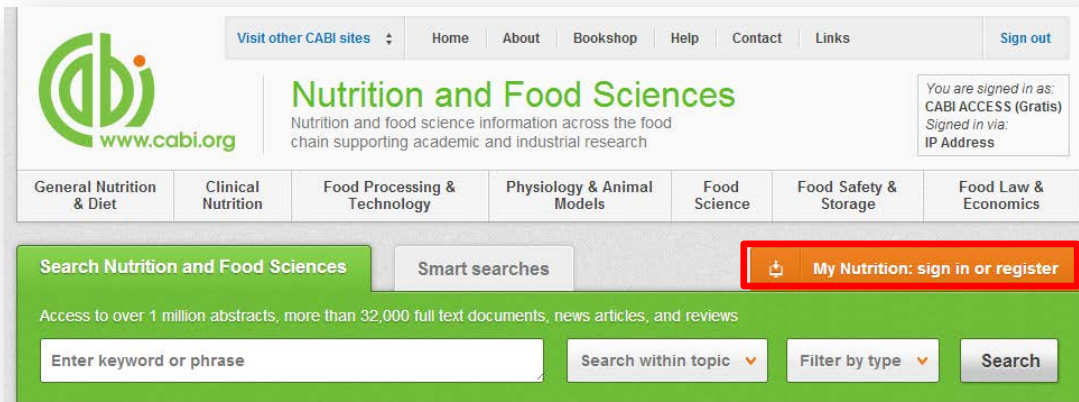 Visit other CABI sites
Home
About
Bookshop
Help
Contact
Links
Sign out
cabi
www.cabi.org
Nutrition and Food Sciences
Nutrition and food science information across the food
chain supporting academic and industrial research
You are signed in as:
CABI ACCESS (Gratis)
Signed in via:
IP Address
General Nutrition
& Diet
Clinical
Nutrition
Food Processing &
Technology
Physiology & Animal
Models
Food
Science
Food Safety &
Storage
Food Law &
Economics
Search Nutrition and Food Sciences
Smart searches
My Nutrition: sign in or register
Access to over 1 million abstracts, more than 32,000 full text documents, news articles, and reviews
Enter keyword or phrase
Search within topic
Filter by type
Search